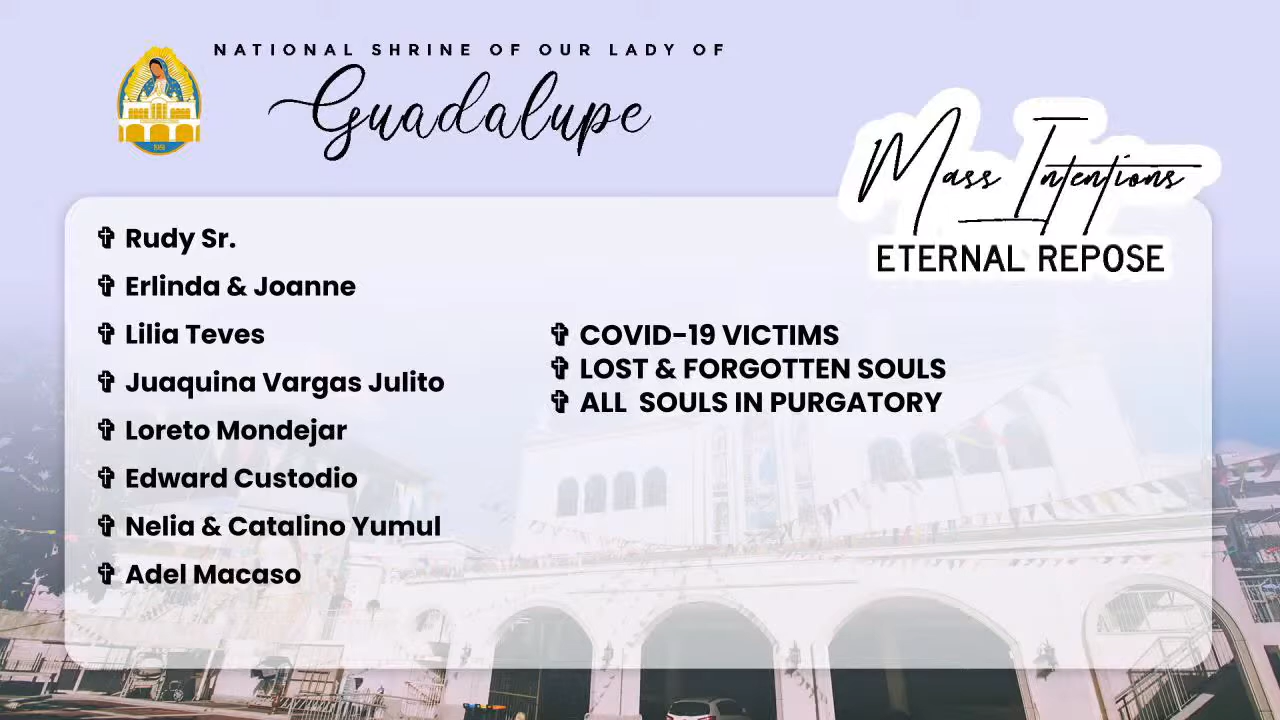 NATIONAL SHRINE OF OUR LADY OF
Guadalupe
Mass Intentions
ETERNAL REPOSE
✞ Rudy Sr.
✞ Erlinda & Joanne
✞ Lilia Teves
✞ Juaquina Vargas Julito
✞ Loreto Mondejar
✞ Edward Custodio
✞ Nelia & Catalino Yumul
✞ Adel Macaso
✞ COVID-19 VICTIMS
✞ LOST & FORGOTTEN SOULS
✞ ALL SOULS IN PURGATORY